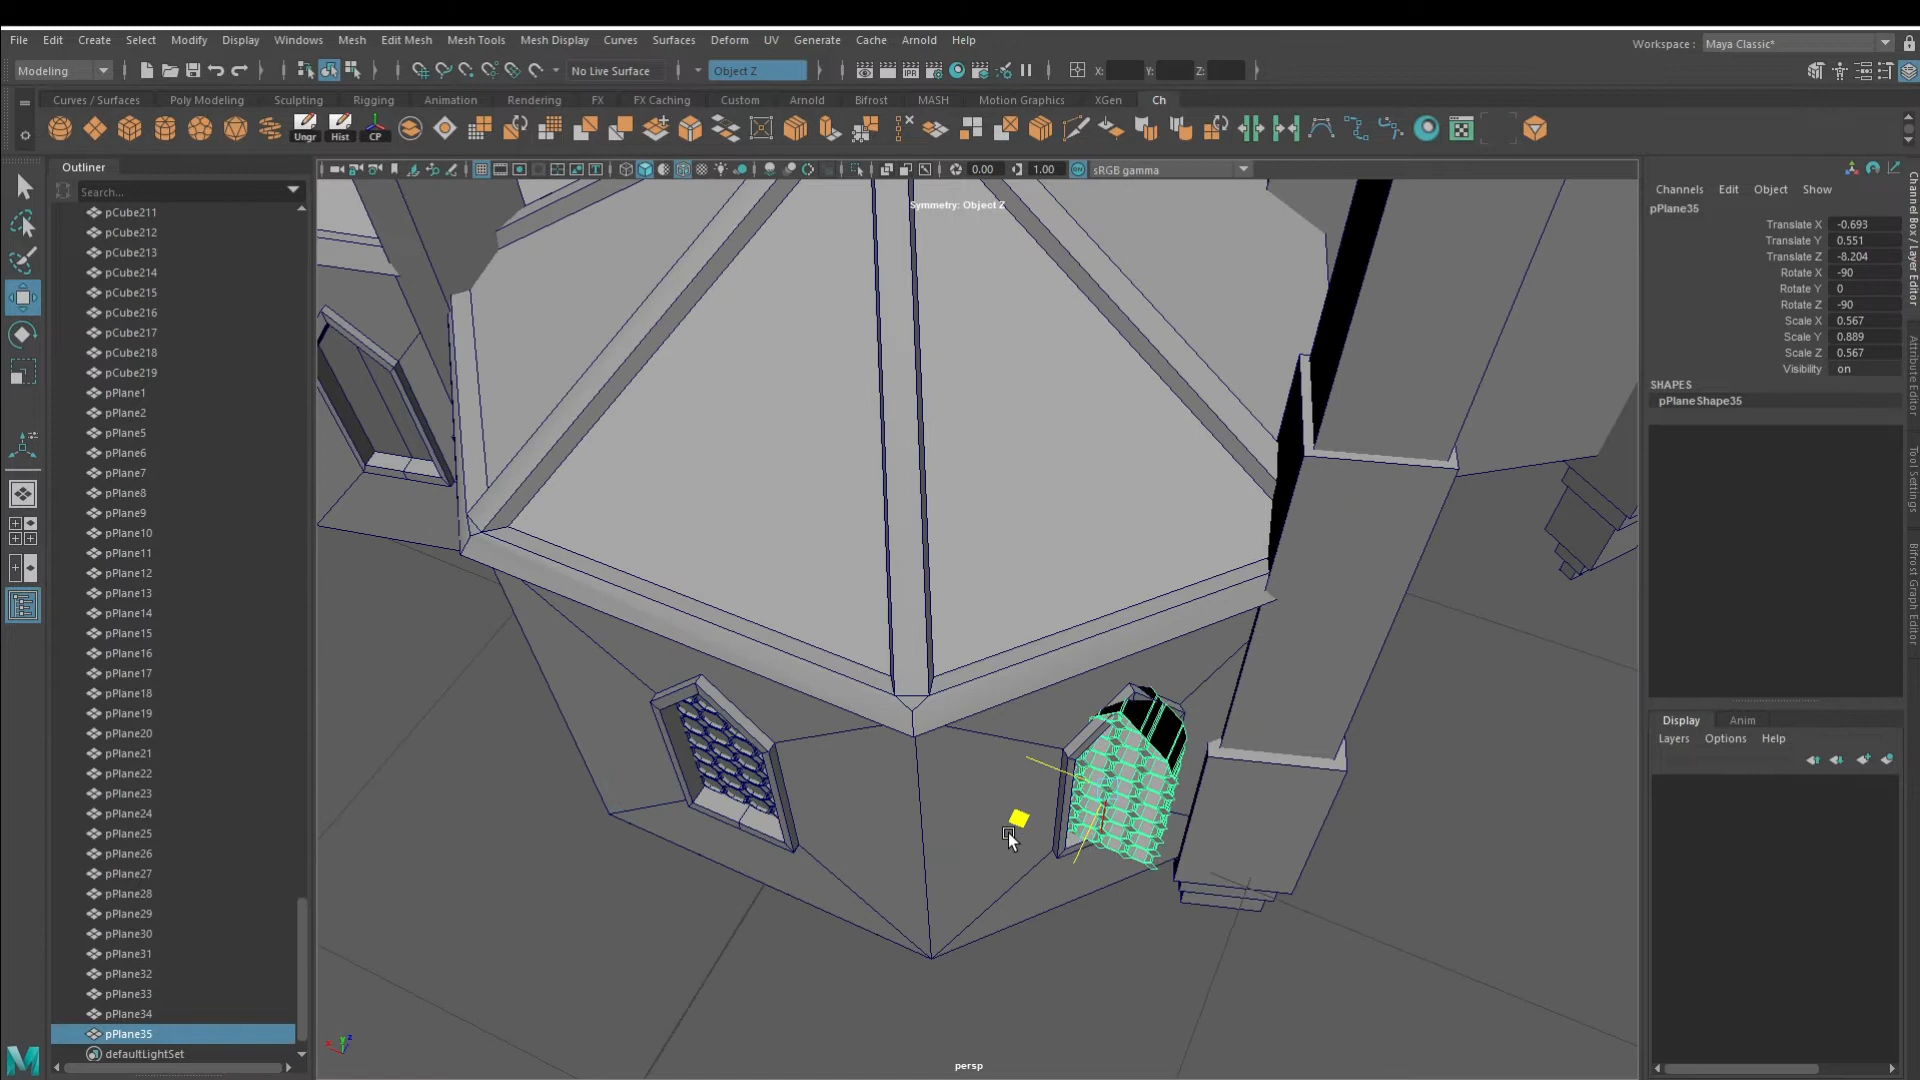 File Edit Create Select Modify Display Windows Mesh Edit Mesh Mesh Tools Mesh Display Curves Surfaces Deform UV Generate Cache Arnold Help
Workspace : Maya Classic*
Modeling
No Live Surface
Object Z
X:
Y:
Z:
Curves / Surfaces Poly Modeling Sculpting Rigging Animation Rendering FX FX Caching Custom Arnold Bifrost MASH Motion Graphics XGen Ch
Ungr Hist CP
Outliner
Search...
pCube211
pCube212
pCube213
pCube214
pCube215
pCube216
pCube217
pCube218
pCube219
pPlane1
pPlane2
pPlane5
pPlane6
pPlane7
pPlane8
pPlane9
pPlane10
pPlane11
pPlane12
pPlane13
pPlane14
pPlane15
pPlane16
pPlane17
pPlane18
pPlane19
pPlane20
pPlane21
pPlane22
pPlane23
pPlane24
pPlane25
pPlane26
pPlane27
pPlane28
pPlane29
pPlane30
pPlane31
pPlane32
pPlane33
pPlane34
pPlane35
defaultLightSet
0.00
1.00
sRGB gamma
Symmetry: Object Z
persp
Channels Edit Object Show
pPlane35
Translate X -0.693
Translate Y 0.551
Translate Z -8.204
Rotate X -90
Rotate Y 0
Rotate Z -90
Scale X 0.567
Scale Y 0.889
Scale Z 0.567
Visibility on
SHAPES
pPlaneShape35
Display Anim
Layers Options Help
Channel Box / Layer Editor
Attribute Editor
Tool Settings
Bifrost Graph Editor